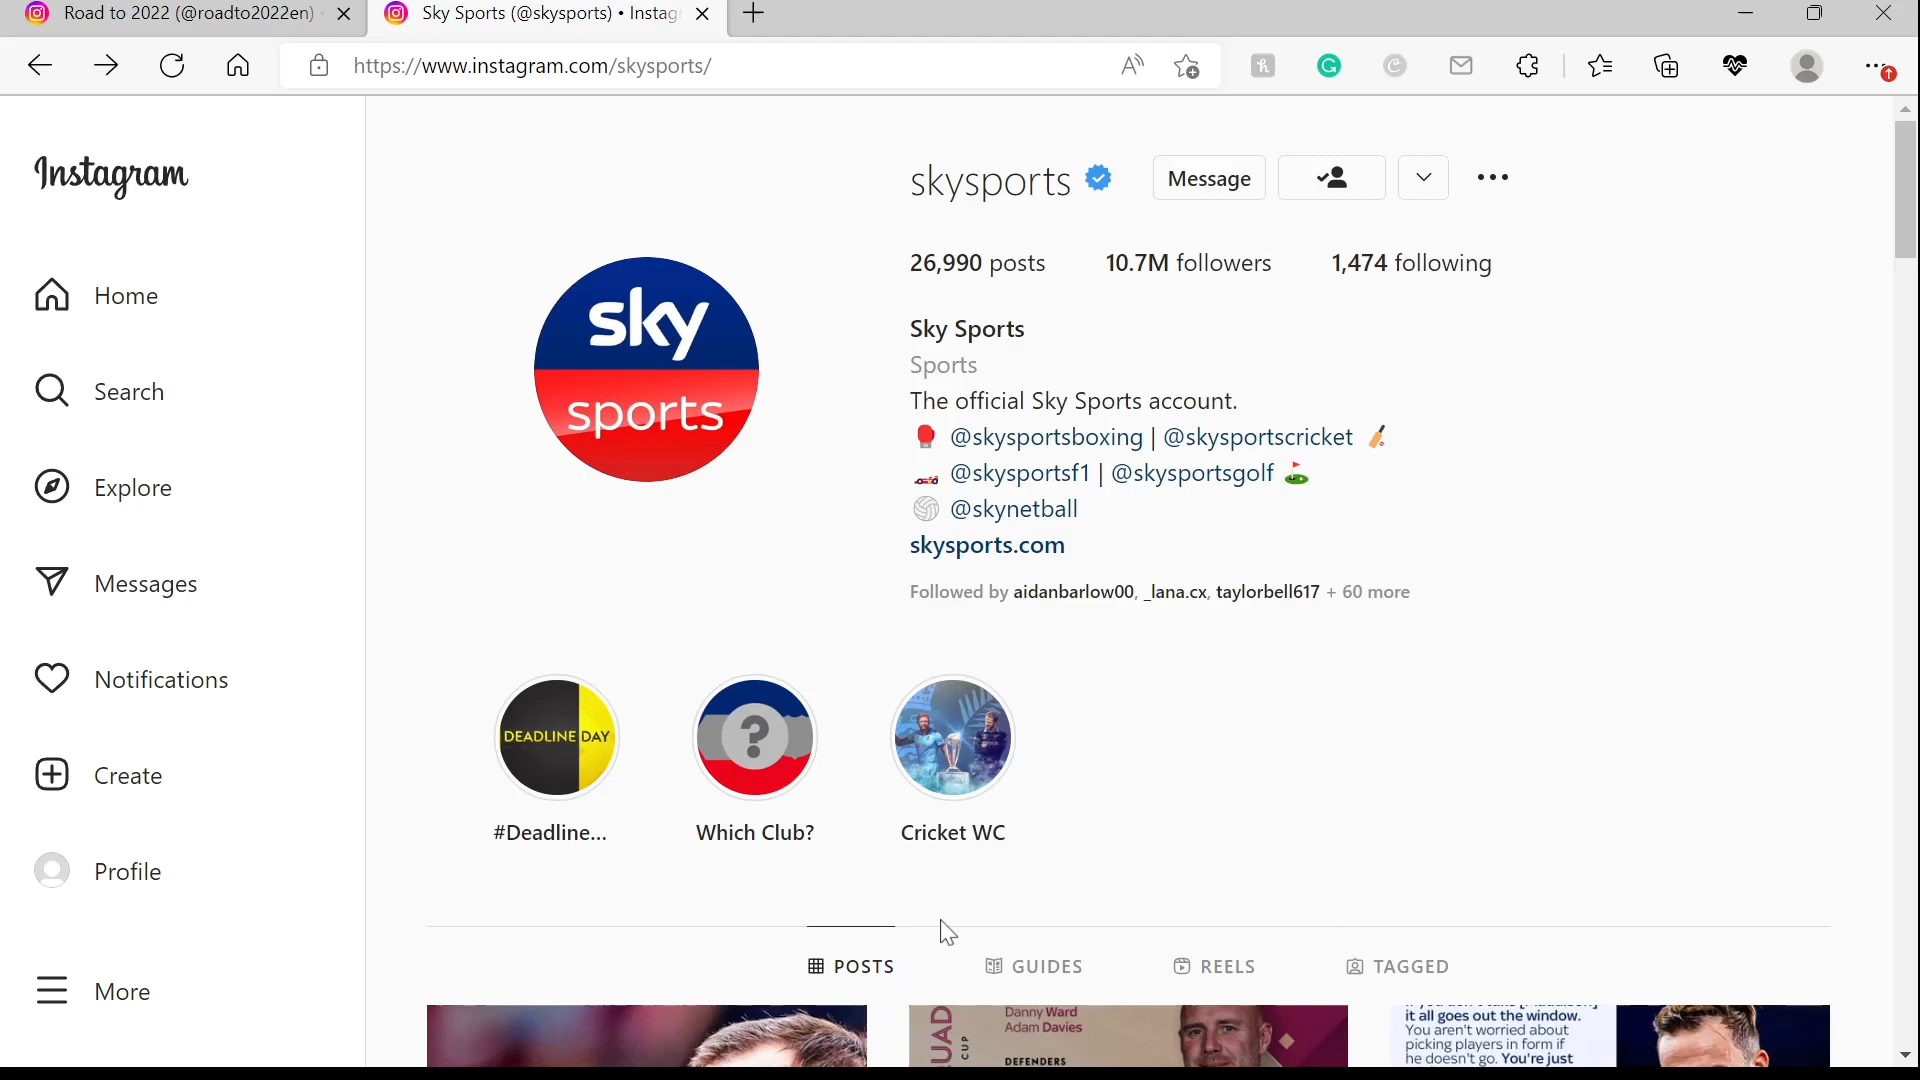 Road to 2022 (@roadto2022en)
Sky Sports (@skysports) • Instag
https://www.instagram.com/skysports/
Instagram
Home
Search
Explore
Messages
Notifications
Create
Profile
More
skysports
Message
26,990 posts 10.7M followers 1,474 following
sky
sports
Sky Sports
Sports
The official Sky Sports account.
@skysportsboxing | @skysportscricket
@skysportsf1 | @skysportsgolf
@skynetball
skysports.com
Followed by aidanbarlow00, _lana.cx, taylorbell617 + 60 more
DEADLINE DAY
?
#Deadline...
Which Club?
Cricket WC
POSTS
GUIDES
REELS
TAGGED
Danny Ward
Adam Davies
DEFENDERS
CUP
it all goes out the window.
You aren't worried about
picking players in form if
he doesn't go. You're just